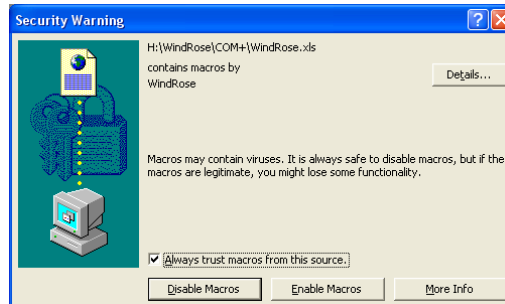 Security Warning
H:\WindRose\COM+\WindRose.xls
contains macros by
WindRose
Details...
Macros may contain viruses. It is always safe to disable macros, but if the
macros are legitimate, you might lose some functionality.
Always trust macros from this source.
Disable Macros
Enable Macros
More Info